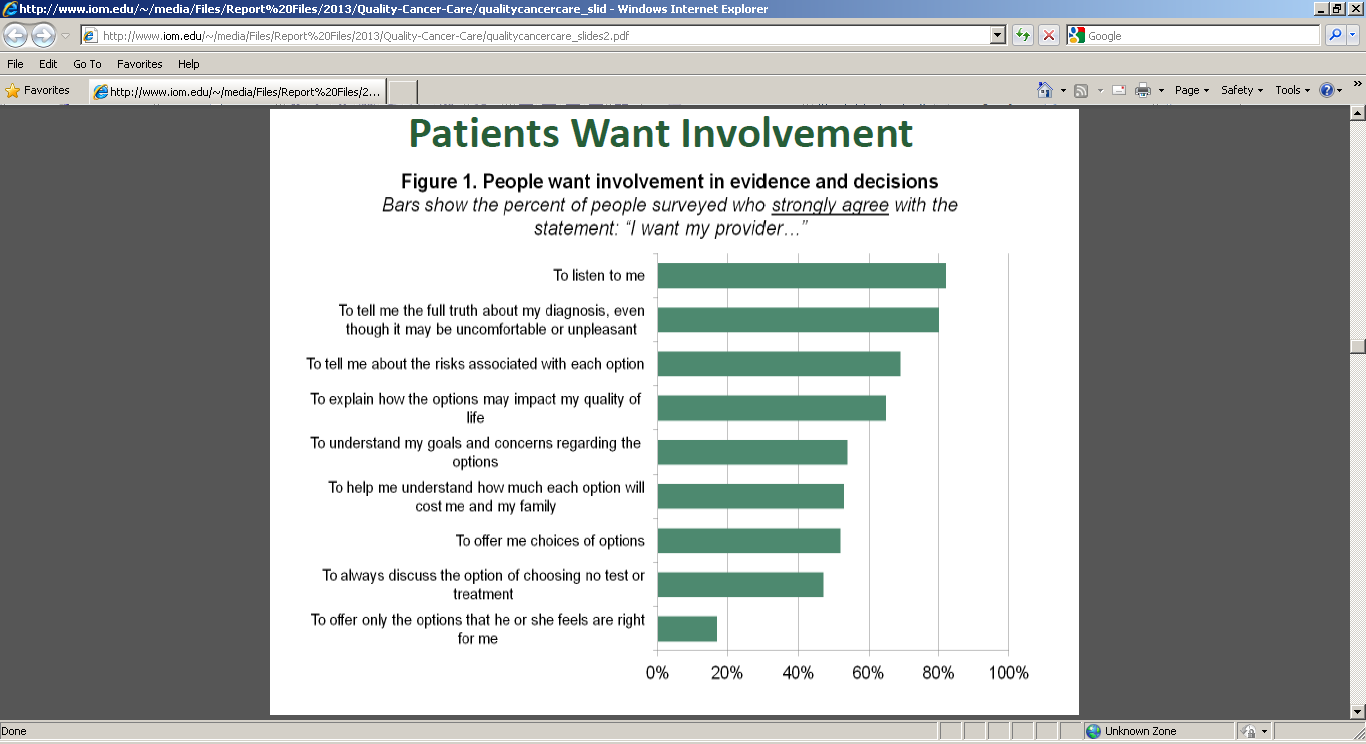 http://www.iom.edu/~/media/Files/Report%20Files/2013/Quality-Cancer-Care/qualitycancercare_slid - Windows Internet Explorer
http://www.iom.edu/~/media/Files/Report%20Files/2013/Quality-Cancer-Care/qualitycancercare_slides2.pdf
Google
File Edit Go To Favorites Help
Favorites
http://www.iom.edu/~/media/Files/Report%20Files/2...
Page Safety Tools
Patients Want Involvement
Figure 1. People want involvement in evidence and decisions
Bars show the percent of people surveyed who strongly agree with the
statement: “I want my provider…”
To listen to me
To tell me the full truth about my diagnosis, even
though it may be uncomfortable or unpleasant
To tell me about the risks associated with each option
To explain how the options may impact my quality of
life
To understand my goals and concerns regarding the
options
To help me understand how much each option will
cost me and my family
To offer me choices of options
To always discuss the option of choosing no test or
treatment
To offer only the options that he or she feels are right
for me
0% 20% 40% 60% 80% 100%
Done
Unknown Zone